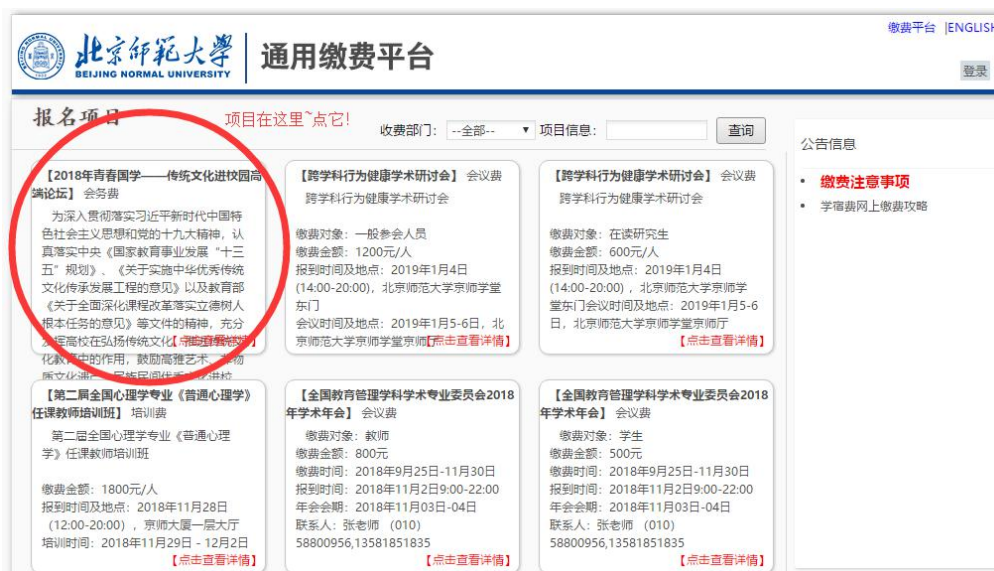 缴费平台 |ENGLISH
北京师范大学
BEIJING NORMAL UNIVERSITY
通用缴费平台
登录
报名项目
项目在这里~点它!
收费部门: --全部-- 项目信息: 查询
【2018年青春国学——传统文化进校园高
端论坛】 会务费
为深入贯彻落实习近平新时代中国特
色社会主义思想和党的十九大精神，认
真落实中央《国家教育事业发展“十三
五”规划》、《关于实施中华优秀传统
文化传承发展工程的意见》以及教育部
《关于全面深化课程改革落实立德树人
根本任务的意见》等文件的精神，充分
发挥高校在弘扬传统文化
【点击查看详情】
化教育中的作用，鼓励高雅艺术、非物
【跨学科行为健康学术研讨会】 会议费
跨学科行为健康学术研讨会
缴费对象：一般参会人员
缴费金额：1200元/人
报到时间及地点：2019年1月4日
(14:00-20:00)，北京师范大学京师学堂
东门
会议时间及地点：2019年1月5-6日，北
京师范大学京师学堂京师厅
【点击查看详情】
【跨学科行为健康学术研讨会】 会议费
跨学科行为健康学术研讨会
缴费对象：在读研究生
缴费金额：600元/人
报到时间及地点：2019年1月4日
(14:00-20:00) ，北京师范大学京师学
堂东门会议时间及地点：2019年1月5-6
日，北京师范大学京师学堂京师厅
【点击查看详情】
【第二届全国心理学专业《普通心理学》
任课教师培训班】 培训费
第二届全国心理学专业《普通心理
学》任课教师培训班
缴费金额：1800元/人
报到时间及地点：2018年11月28日
（12:00-20:00），京师大厦一层大厅
培训时间：2018年11月29日 - 12月2日
【点击查看详情】
【全国教育管理学科学术专业委员会2018
年学术年会】 会议费
缴费对象：教师
缴费金额：800元
缴费时间：2018年9月25日-11月30日
报到时间：2018年11月2日9:00-22:00
年会会期：2018年11月03日-04日
联系人：张老师 （010）
58800956,13581851835
【点击查看详情】
【全国教育管理学科学术专业委员会2018
年学术年会】 会议费
缴费对象：学生
缴费金额：500元
缴费时间：2018年9月25日-11月30日
报到时间：2018年11月2日9:00-22:00
年会会期：2018年11月03日-04日
联系人：张老师 （010）
58800956,13581851835
【点击查看详情】
公告信息
缴费注意事项
学宿费网上缴费攻略